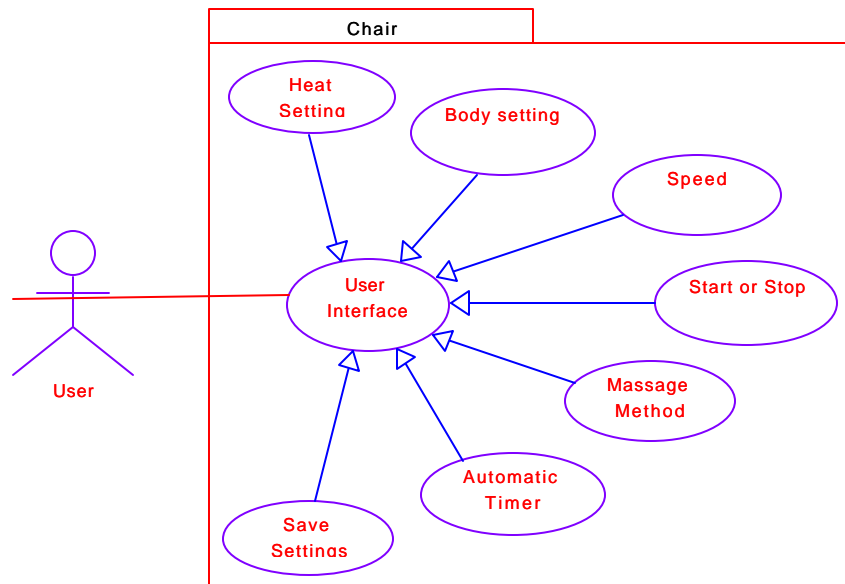 Chair
Heat
Setting
Body setting
Speed
User
Interface
Start or Stop
Massage
Method
User
Automatic
Timer
Save
Settings